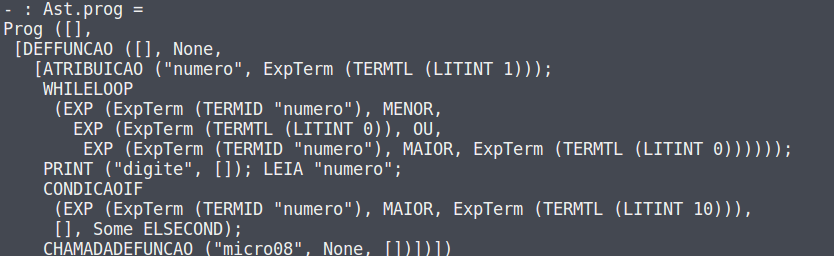 - : Ast.prog =
Prog ([],
 [DEFFUNCAO ([], None,
   [ATRIBUICAO ("numero", ExpTerm (TERMTL (LITINT 1)));
    WHILELOOP
     (EXP (ExpTerm (TERMID "numero"), MENOR,
       EXP (ExpTerm (TERMTL (LITINT 0)), OU,
        EXP (ExpTerm (TERMID "numero"), MAIOR, ExpTerm (TERMTL (LITINT 0))))));
    PRINT ("digite", []); LEIA "numero";
    CONDICAOIF
     (EXP (ExpTerm (TERMID "numero"), MAIOR, ExpTerm (TERMTL (LITINT 10))),
     [], Some ELSECOND);
    CHAMADADEFUNCAO ("micro08", None, [])])])